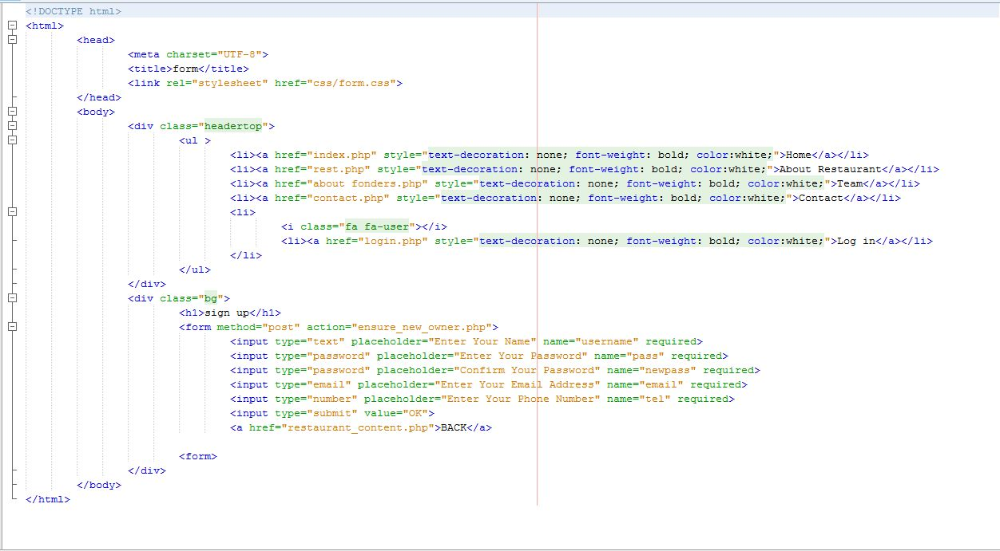 <!DOCTYPE html>
<html>
<head>
<meta charset="UTF-8">
<title>form</title>
<link rel="stylesheet" href="css/form.css">
</head>
<body>
<div class="headertop">
<ul >
<li><a href="index.php" style="text-decoration: none; font-weight: bold; color:white;">Home</a></li>
<li><a href="rest.php" style="text-decoration: none; font-weight: bold; color:white;">About Restaurant</a></li>
<li><a href="about fonders.php" style="text-decoration: none; font-weight: bold; color:white;">Team</a></li>
<li><a href="contact.php" style="text-decoration: none; font-weight: bold; color:white;">Contact</a></li>
<li>
<i class="fa fa-user"></i>
<li><a href="login.php" style="text-decoration: none; font-weight: bold; color:white;">Log in</a></li>
</li>
</ul>
</div>
<div class="bg">
<h1>sign up</h1>
<form method="post" action="ensure_new_owner.php">
<input type="text" placeholder="Enter Your Name" name="username" required>
<input type="password" placeholder="Enter Your Password" name="pass" required>
<input type="password" placeholder="Confirm Your Password" name="newpass" required>
<input type="email" placeholder="Enter Your Email Address" name="email" required>
<input type="number" placeholder="Enter Your Phone Number" name="tel" required>
<input type="submit" value="OK">
<a href="restaurant_content.php">BACK</a>
<form>
</div>
</body>
</html>